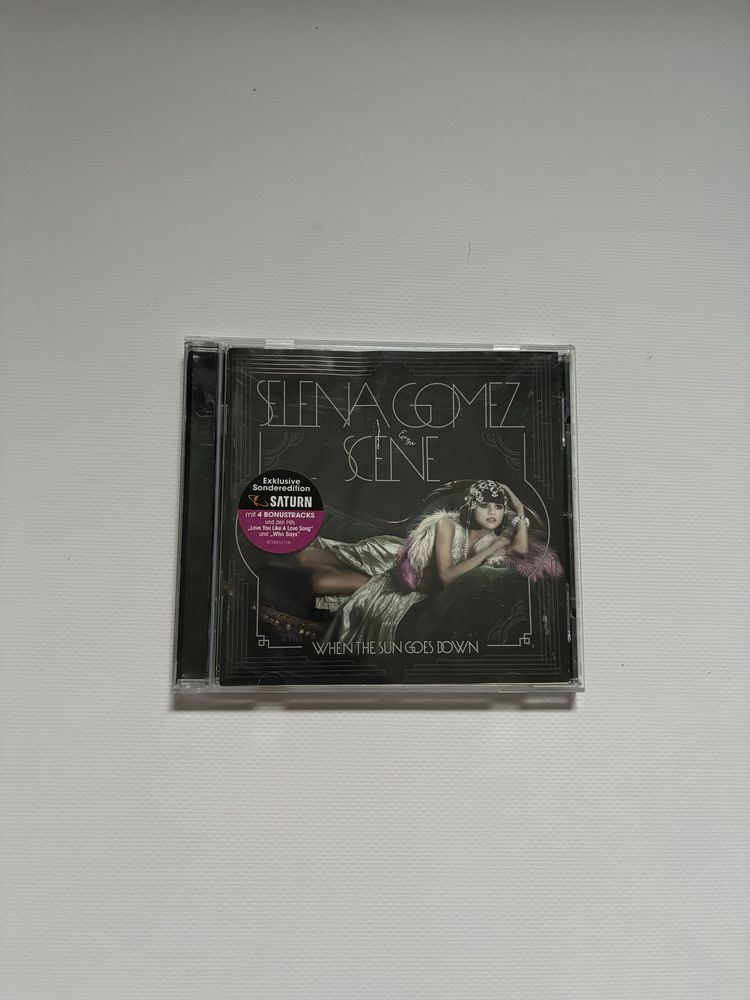 SELENA GOMEZ
& The
SCENE
Exklusive
Sonderedition
SATURN
mit 4 BONUSTRACKS
und den Hits
„Love You Like A Love Song"
und „Who Says"
WHEN THE SUN GOES DOWN